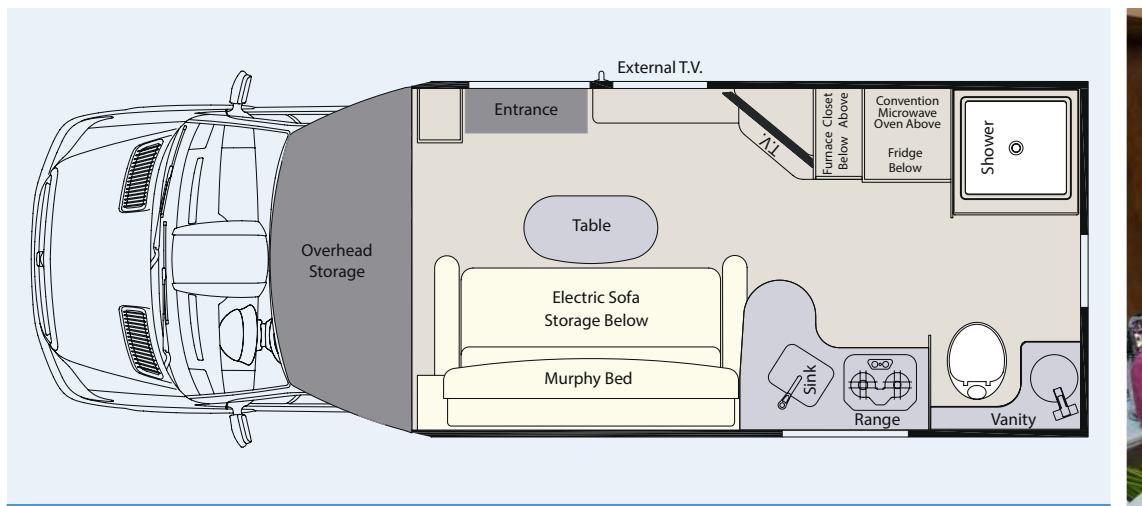 External T.V.
Entrance
T.V.
Furnace Closet
Below Above
Convention
Microwave
Oven Above
Fridge
Below
Shower
Table
Overhead
Storage
Electric Sofa
Storage Below
Murphy Bed
Sink
Range
Vanity